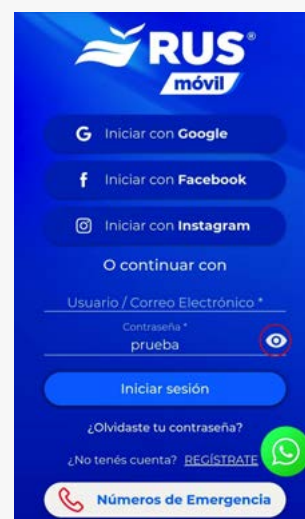 RUS®
móvil
G Iniciar con Google
f Iniciar con Facebook
Iniciar con Instagram
O continuar con
Usuario / Correo Electrónico *
Contraseña *
prueba
Iniciar sesión
¿Olvidaste tu contraseña?
¿No tenés cuenta? REGÍSTRATE
Números de Emergencia